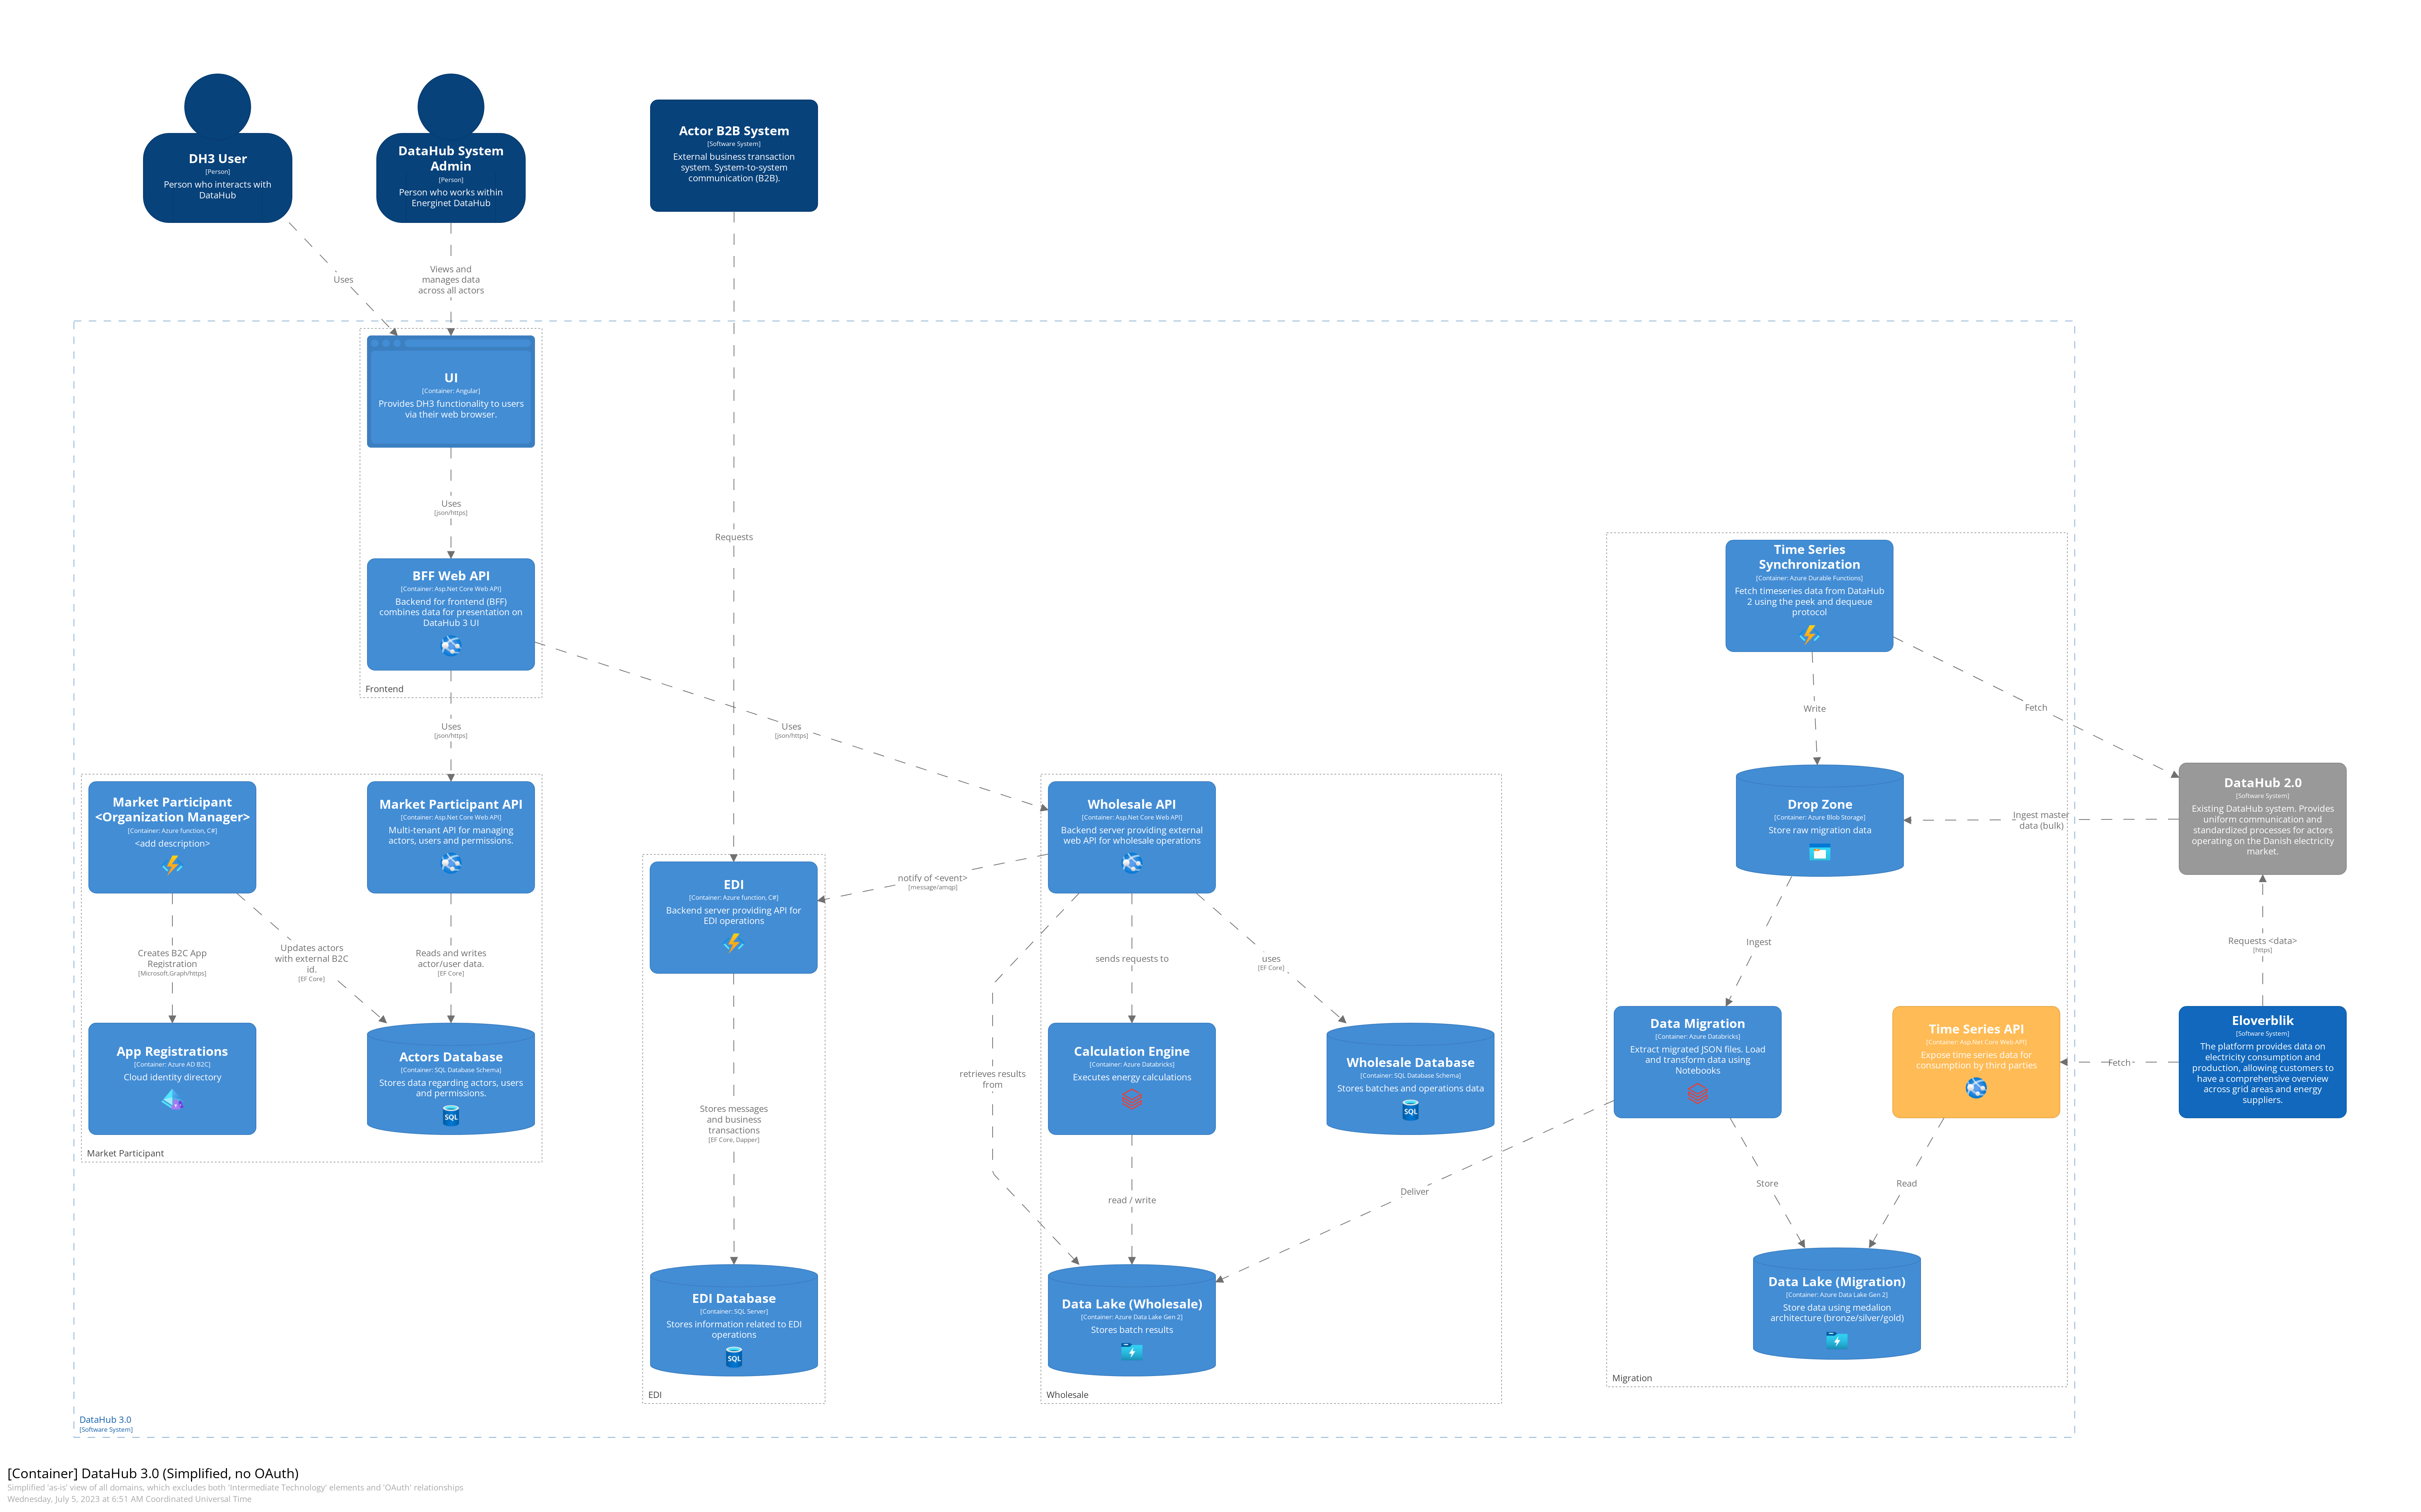 DH3 User
[Person]
Person who interacts with
DataHub
DataHub System
Admin
[Person]
Person who works within
Energinet DataHub
Actor B2B System
[Software System]
External business transaction
system. System-to-system
communication (B2B).
Uses
Views and
manages data
across all actors
UI
[Container: Angular]
Provides DH3 functionality to users
via their web browser.
Uses
[json/https]
Requests
BFF Web API
[Container: Asp.Net Core Web API]
Backend for frontend (BFF)
combines data for presentation on
DataHub 3 UI
Frontend
Uses
[json/https]
Uses
[json/https]
Time Series
Synchronization
[Container: Azure Durable Functions]
Fetch timeseries data from DataHub
2 using the peek and dequeue
protocol
Write
Fetch
Market Participant
<Organization Manager>
[Container: Azure function, C#]
<add description>
Market Participant API
[Container: Asp.Net Core Web API]
Multi-tenant API for managing
actors, users and permissions.
Creates B2C App
Registration
[Microsoft.Graph/https]
Updates actors
with external B2C
id.
[EF Core]
Reads and writes
actor/user data.
[EF Core]
App Registrations
[Container: Azure AD B2C]
Cloud identity directory
Actors Database
[Container: SQL Database Schema]
Stores data regarding actors, users
and permissions.
SQL
Market Participant
EDI
[Container: Azure function, C#]
Backend server providing API for
EDI operations
notify of <event>
[message/amqp]
Stores messages
and business
transactions
[EF Core, Dapper]
EDI Database
[Container: SQL Server]
Stores information related to EDI
operations
SQL
EDI
Wholesale API
[Container: Asp.Net Core Web API]
Backend server providing external
web API for wholesale operations
retrieves results
from
sends requests to
uses
[EF Core]
Calculation Engine
[Container: Azure Databricks]
Executes energy calculations
Wholesale Database
[Container: SQL Database Schema]
Stores batches and operations data
SQL
read / write
Deliver
Data Lake (Wholesale)
[Container: Azure Data Lake Gen 2]
Stores batch results
Wholesale
Drop Zone
[Container: Azure Blob Storage]
Store raw migration data
Ingest master
data (bulk)
Ingest
Data Migration
[Container: Azure Databricks]
Extract migrated JSON files. Load
and transform data using
Notebooks
Time Series API
[Container: Asp.Net Core Web API]
Expose time series data for
consumption by third parties
Fetch
Store
Read
Data Lake (Migration)
[Container: Azure Data Lake Gen 2]
Store data using medalion
architecture (bronze/silver/gold)
Migration
DataHub 2.0
[Software System]
Existing DataHub system. Provides
uniform communication and
standardized processes for actors
operating on the Danish electricity
market.
Requests <data>
[https]
Eloverblik
[Software System]
The platform provides data on
electricity consumption and
production, allowing customers to
have a comprehensive overview
across grid areas and energy
suppliers.
DataHub 3.0
[Software System]
[Container] DataHub 3.0 (Simplified, no OAuth)
Simplified 'as-is' view of all domains, which excludes both 'Intermediate Technology' elements and 'OAuth' relationships
Wednesday, July 5, 2023 at 6:51 AM Coordinated Universal Time